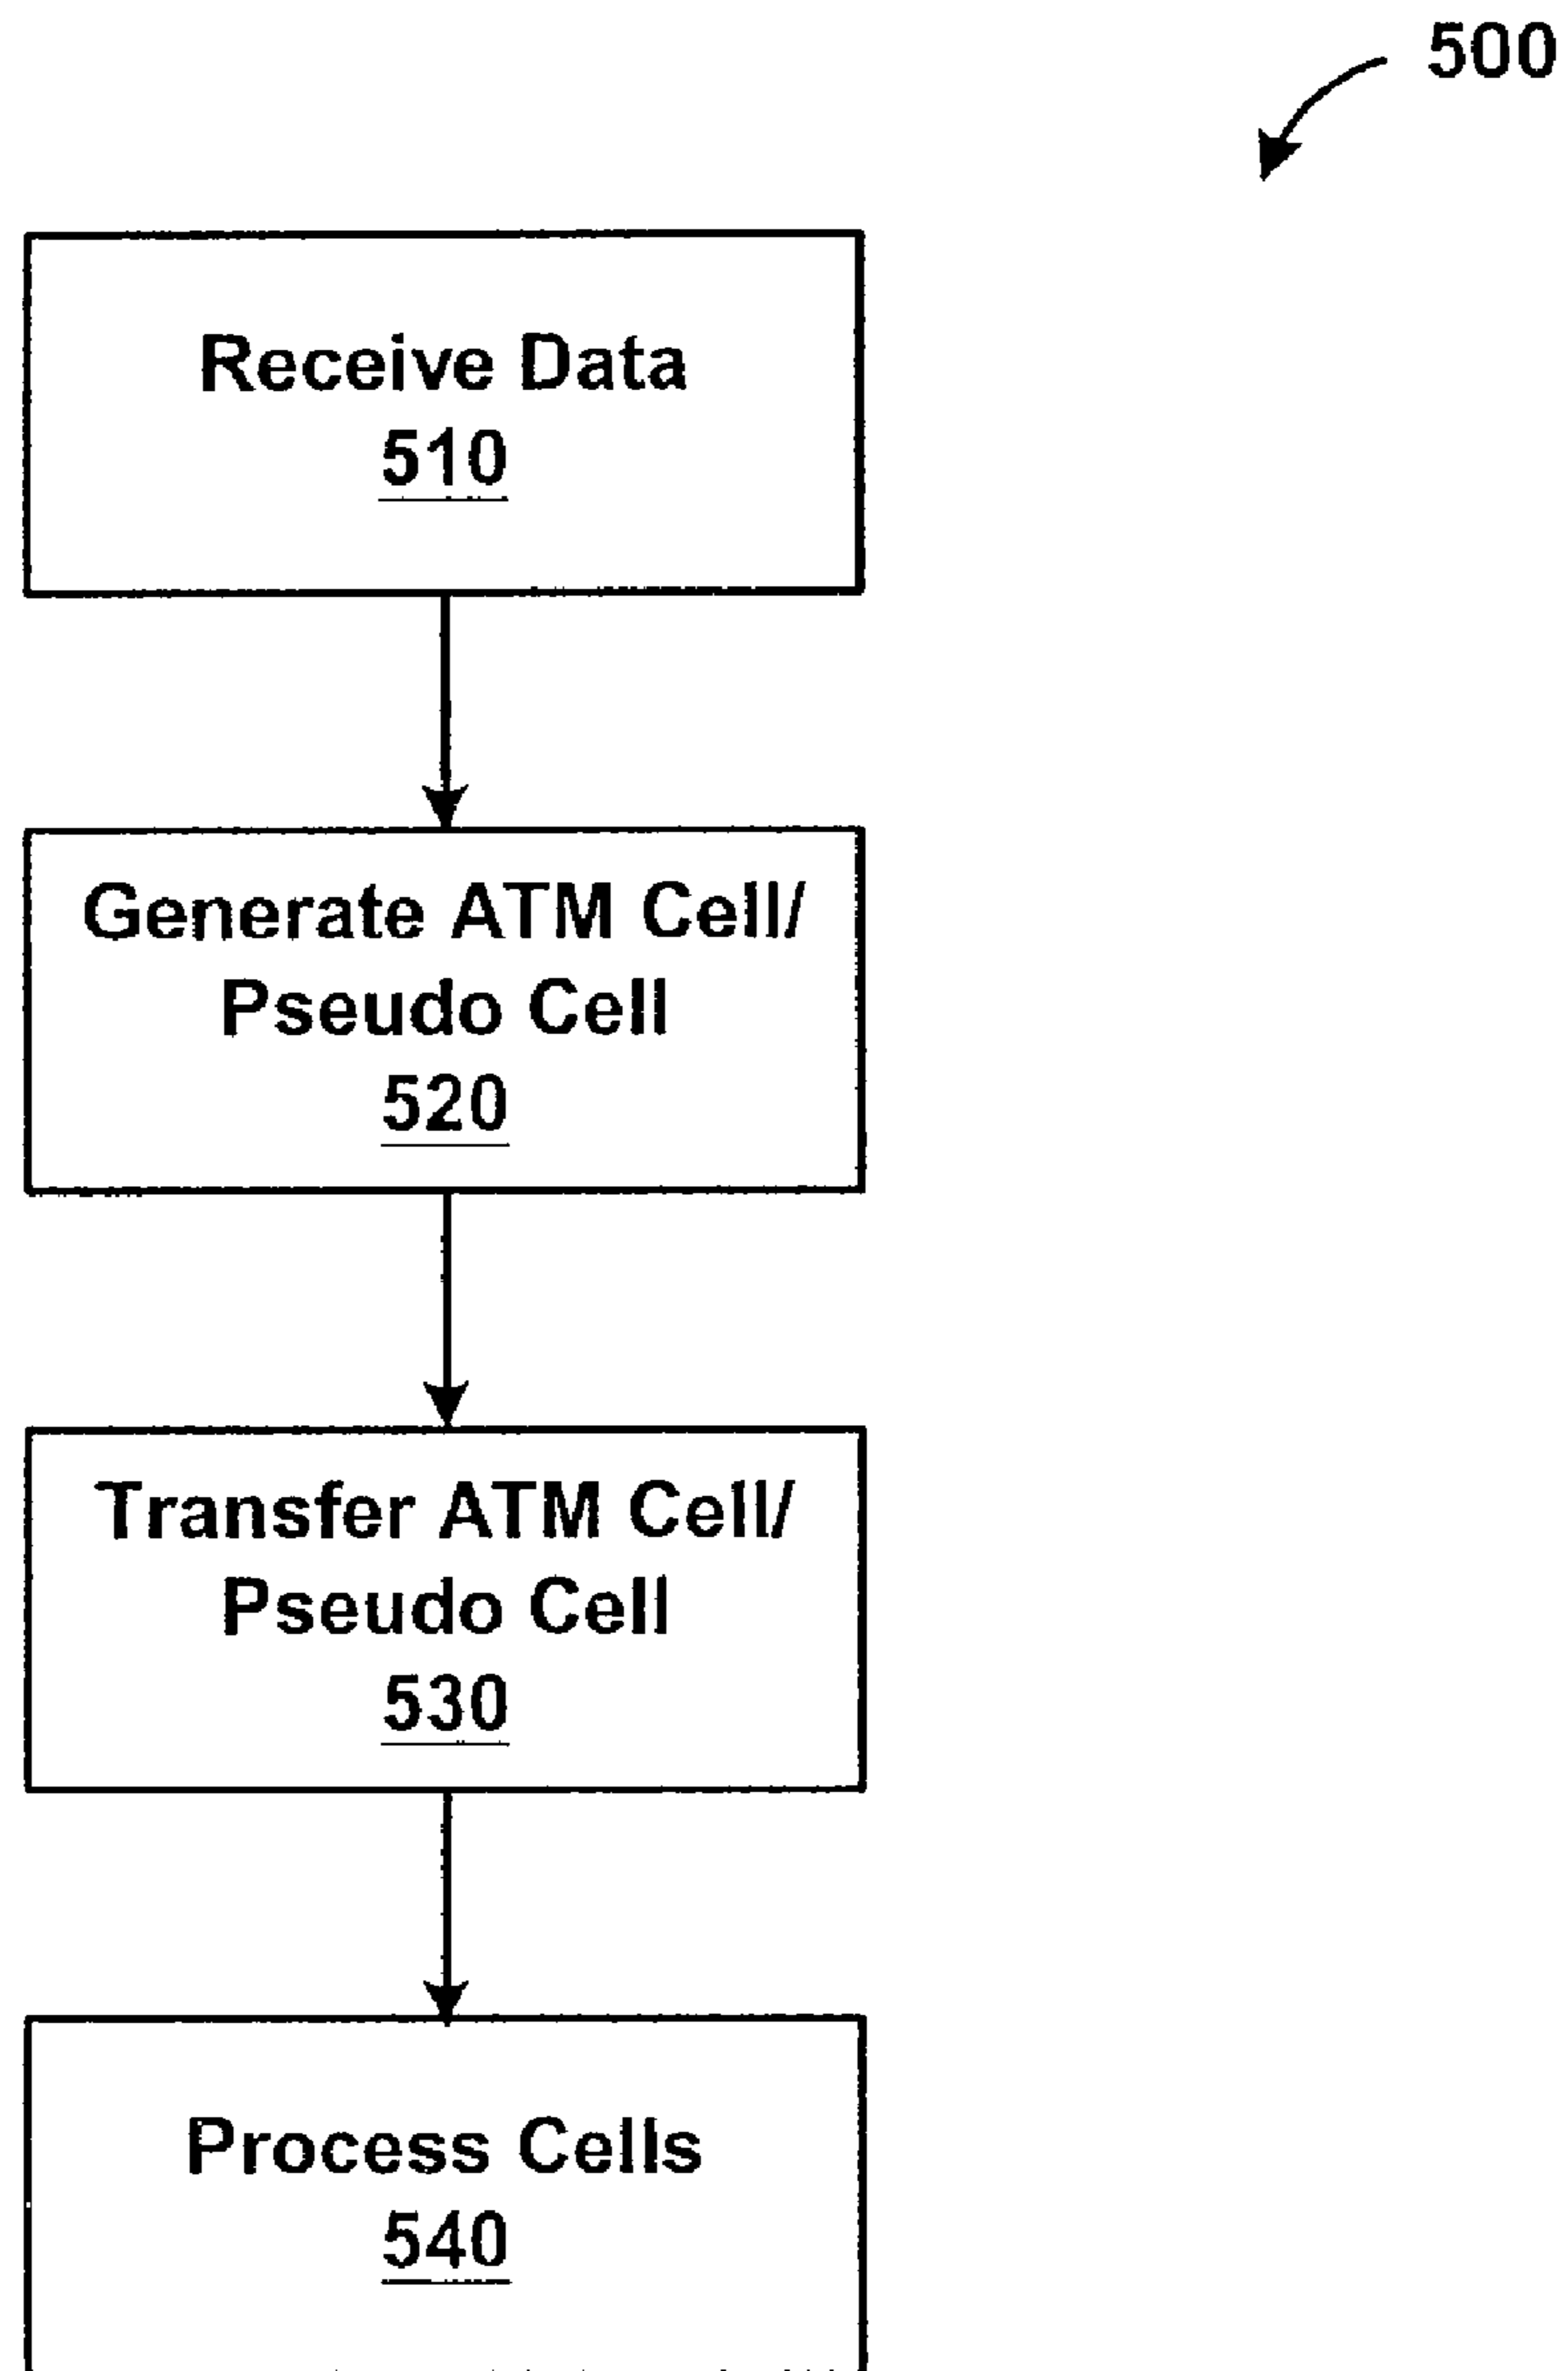 500
Receive Data
510
Generate ATM Cell/
Pseudo Cell
520
Transfer ATM Cell/
Pseudo Cell
530
Process Cells
540